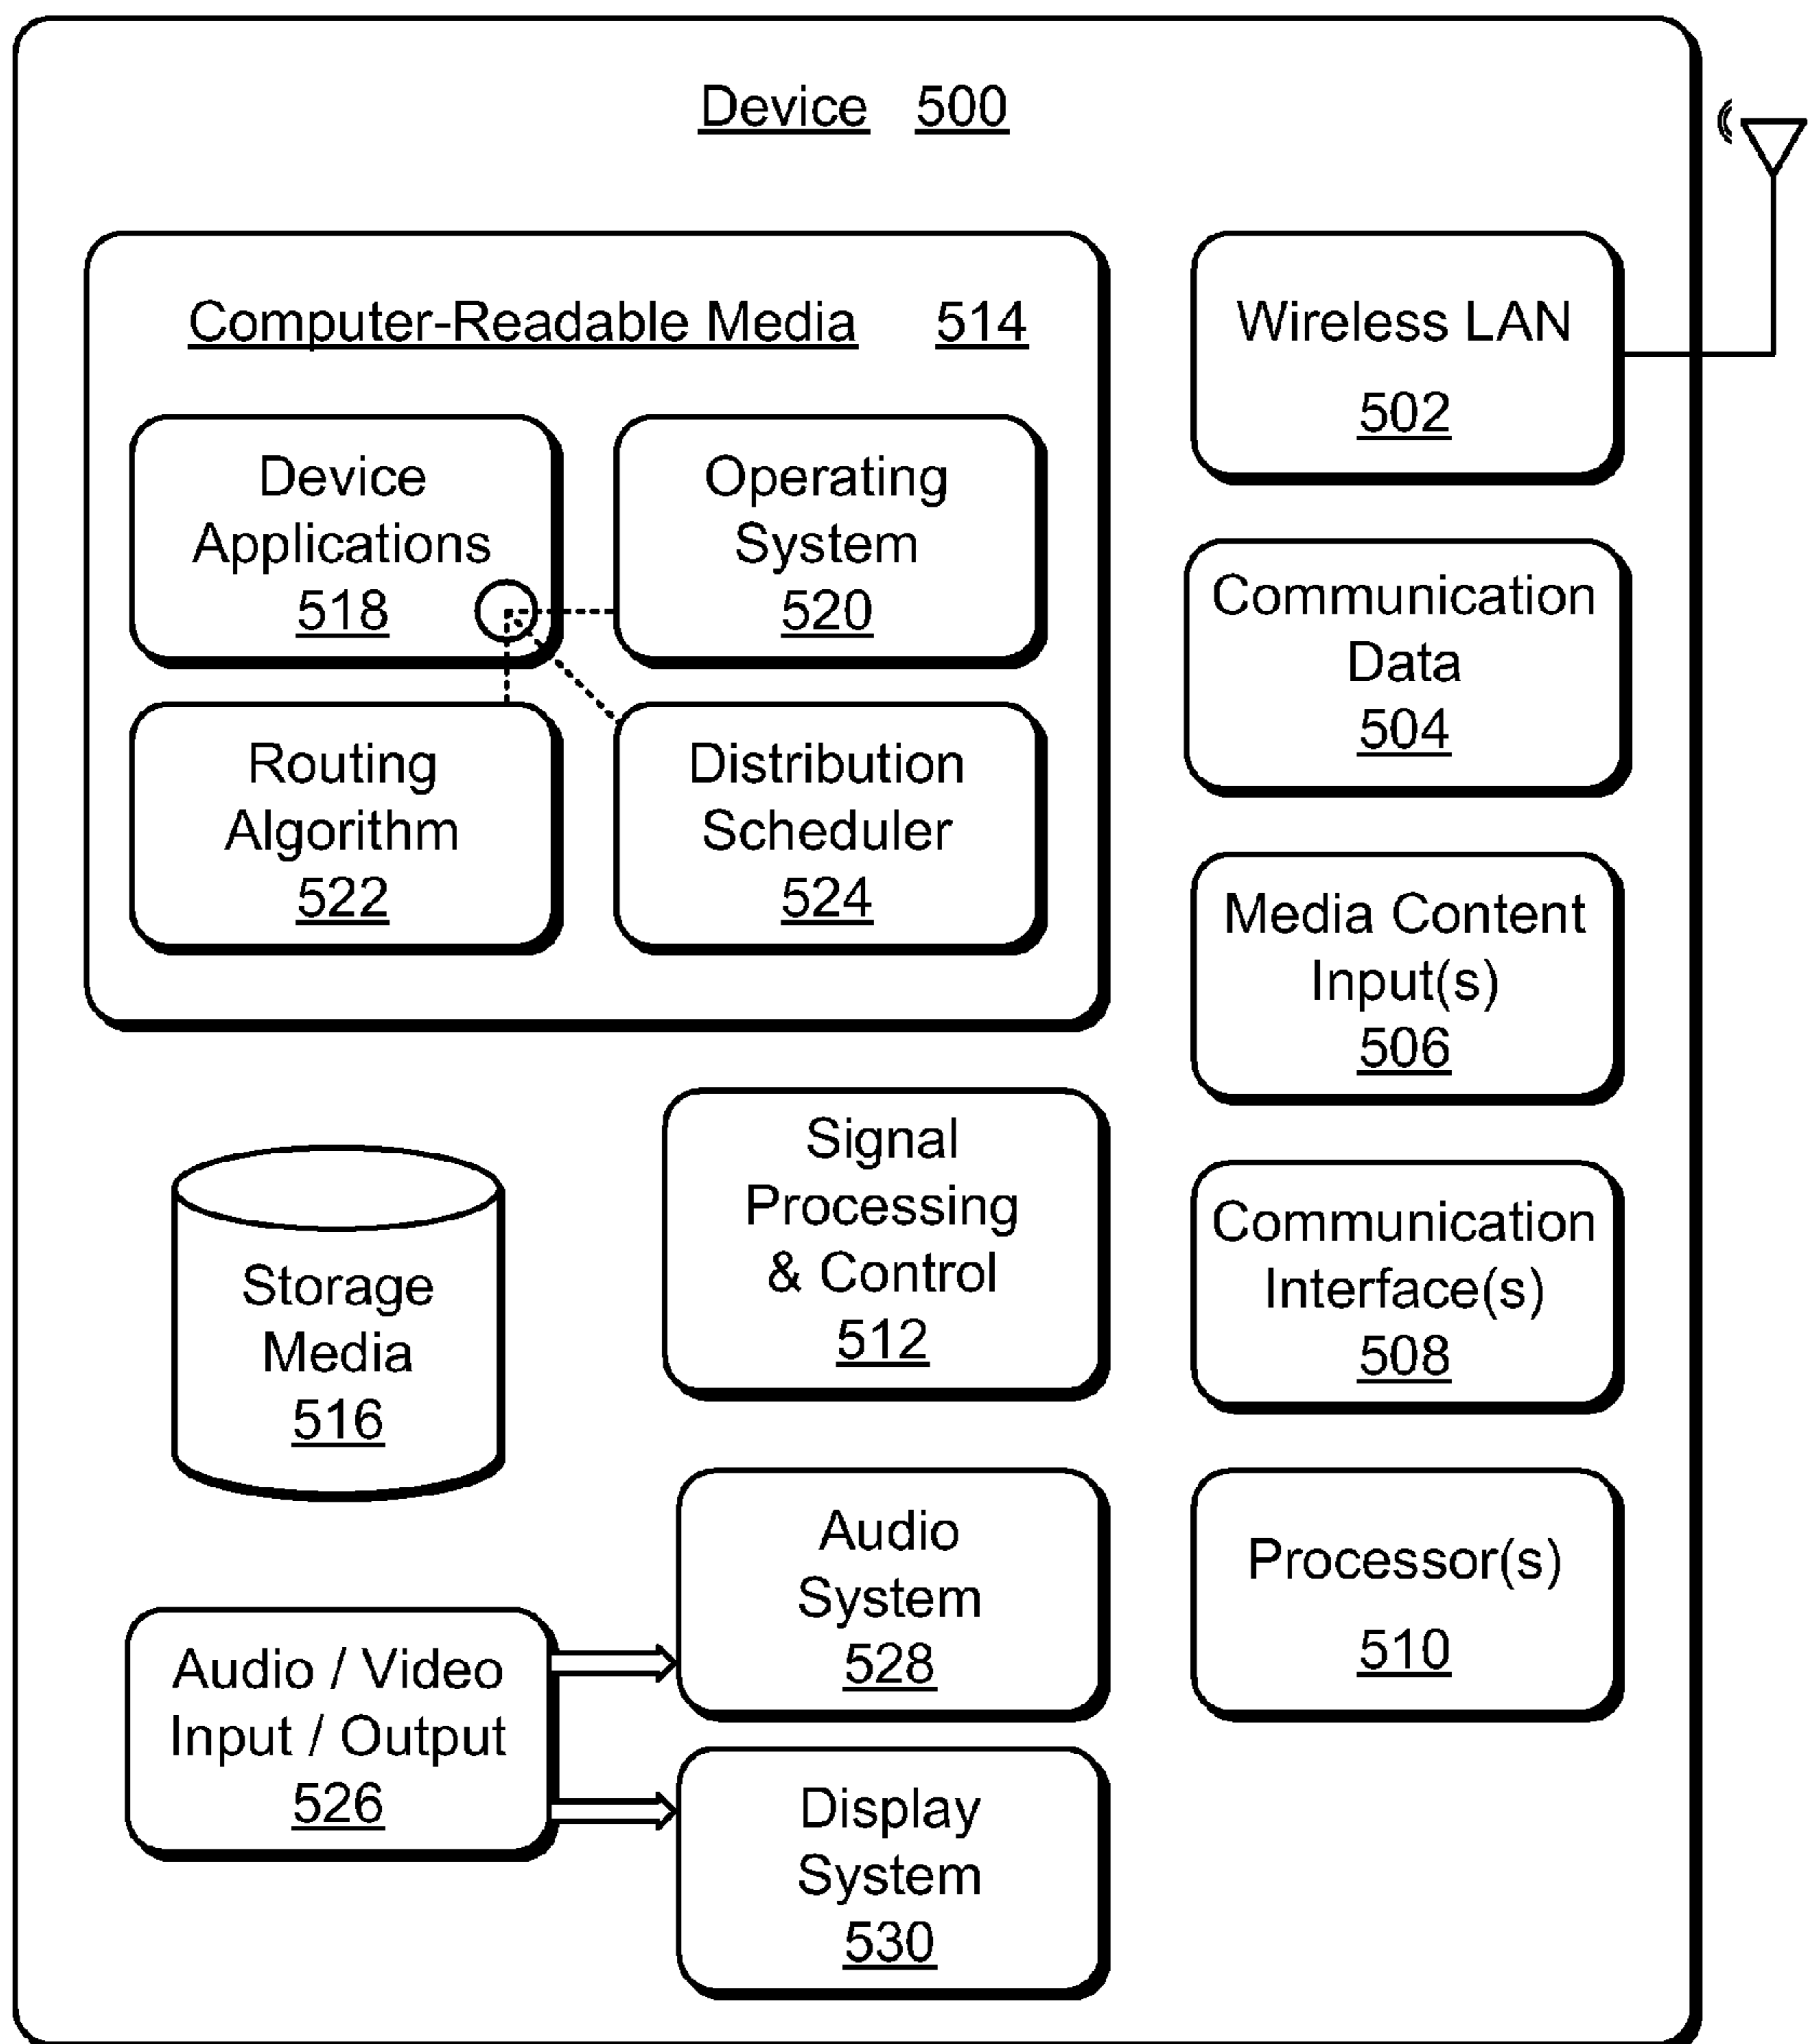 Device 500
Computer-Readable Media 514
Device
Applications
518
Operating
System
520
Routing
Algorithm
522
Distribution
Scheduler
524
Wireless LAN
502
Communication
Data
504
Media Content
Input(s)
506
Communication
Interface(s)
508
Processor(s)
510
Signal
Processing
& Control
512
Storage
Media
516
Audio / Video
Input / Output
526
Audio
System
528
Display
System
530